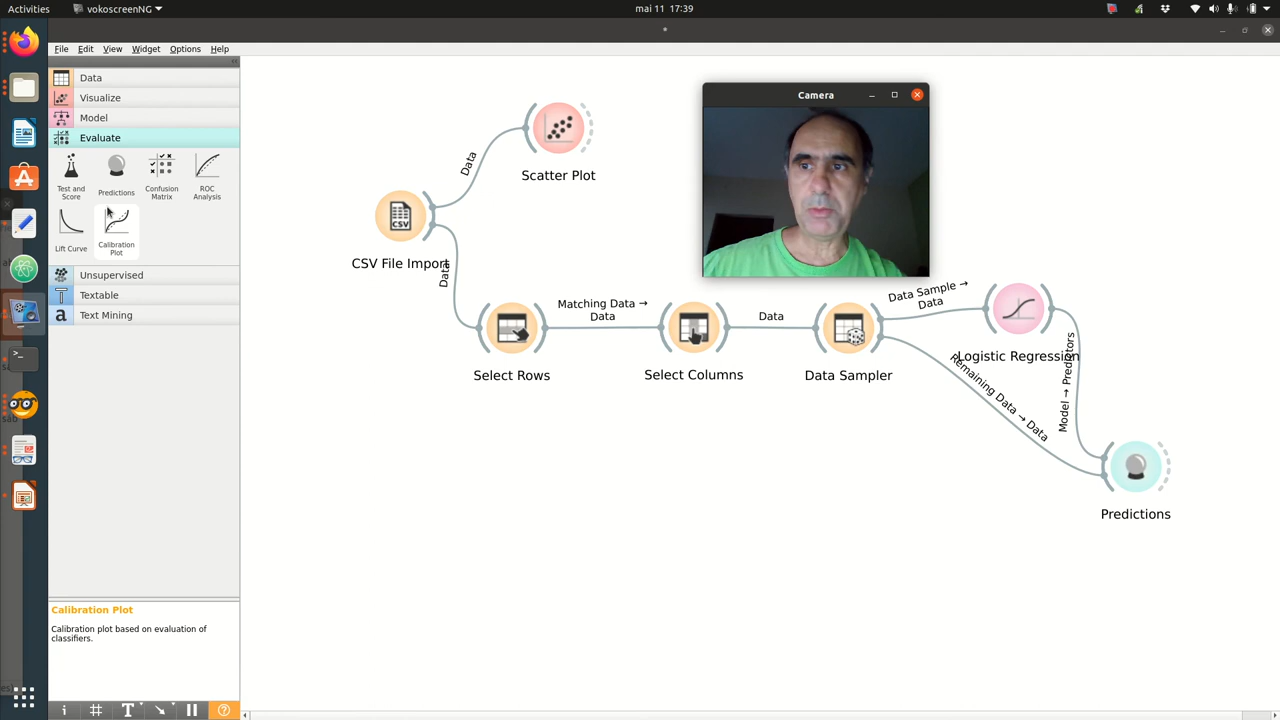 Activities
vokoscreenNG
mai 11 17:39
File Edit View Widget Options Help
Data
Visualize
Model
Evaluate
Test and
Score
Predictions
Confusion
Matrix
ROC
Analysis
Lift Curve
Calibration
Plot
Unsupervised
Textable
Text Mining
Calibration Plot
Calibration plot based on evaluation of
classifiers.
Camera
Data
Scatter Plot
CSV
CSV File Import
Data
Select Rows
Matching Data →
Data
Select Columns
Data
Data Sampler
Data Sample →
Data
Logistic Regression
Remaining Data → Data
Model → Predictors
Predictions